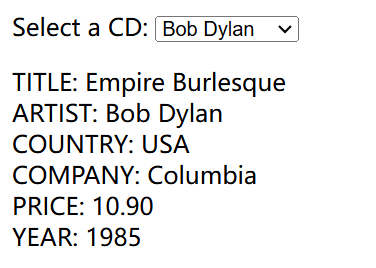 Select a CD: Bob Dylan
TITLE: Empire Burlesque
ARTIST: Bob Dylan
COUNTRY: USA
COMPANY: Columbia
PRICE: 10.90
YEAR: 1985